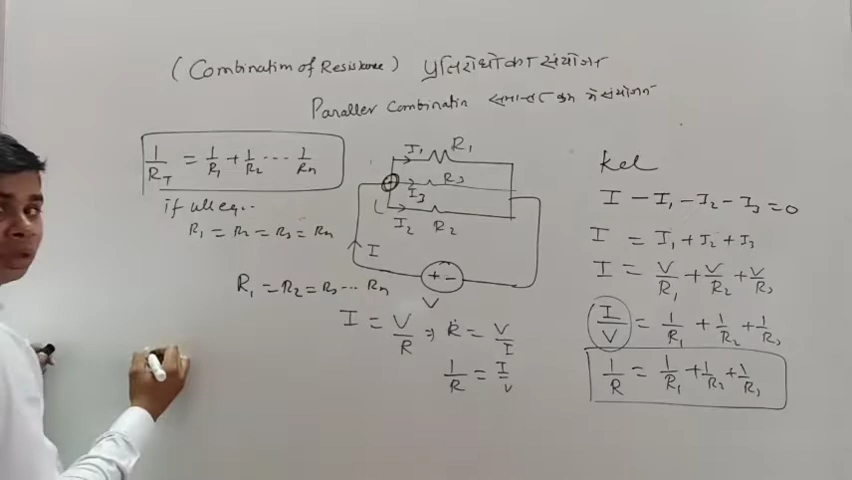 (Combination of Resistance) प्रतिरोधो का संयोजन
Paraller Combination समान्तर क्रम में संयोजन
1/R_T = 1/R1 + 1/R2 ... 1/Rn
if all eq..
R1 = R2 = R3 = Rn
R1 = R2 = R3 ... Rn
I1 R1
R3
I3
I2 R2
I
+ −
V
I = V/R ⇒ R = V/I
1/R = I/V
KCL
I − I1 − I2 − I3 = 0
I = I1 + I2 + I3
I = V/R1 + V/R2 + V/R3
I/V = 1/R1 + 1/R2 + 1/R3
1/R = 1/R1 + 1/R2 + 1/R3